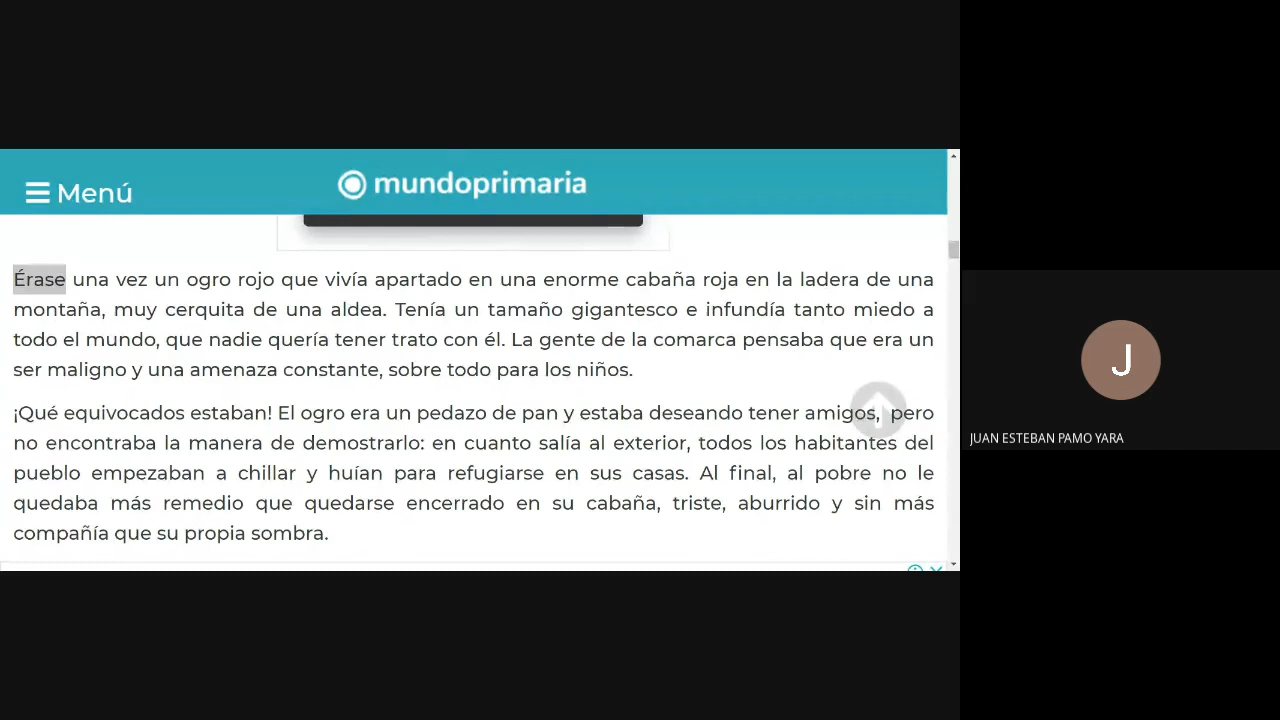 Menú
mundoprimaria
Érase una vez un ogro rojo que vivía apartado en una enorme cabaña roja en la ladera de una
montaña, muy cerquita de una aldea. Tenía un tamaño gigantesco e infundía tanto miedo a
todo el mundo, que nadie quería tener trato con él. La gente de la comarca pensaba que era un
ser maligno y una amenaza constante, sobre todo para los niños.
¡Qué equivocados estaban! El ogro era un pedazo de pan y estaba deseando tener amigos, pero
no encontraba la manera de demostrarlo: en cuanto salía al exterior, todos los habitantes del
pueblo empezaban a chillar y huían para refugiarse en sus casas. Al final, al pobre no le
quedaba más remedio que quedarse encerrado en su cabaña, triste, aburrido y sin más
compañía que su propia sombra.
J
JUAN ESTEBAN PAMO YARA